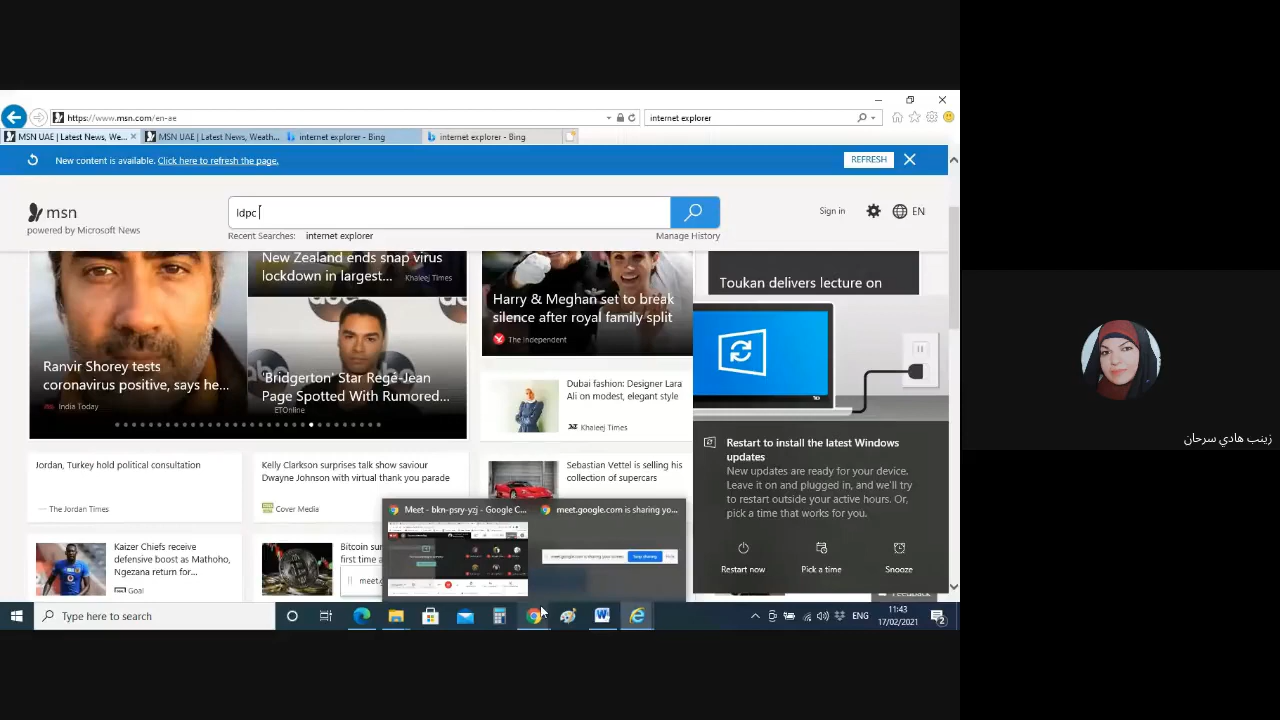 https://www.msn.com/en-ae
internet explorer
MSN UAE | Latest News, We...
MSN UAE | Latest News, Weath...
internet explorer - Bing
internet explorer - Bing
New content is available. Click here to refresh the page.
REFRESH
msn
powered by Microsoft News
ldpc
Sign in
EN
Recent Searches: internet explorer
Manage History
New Zealand ends snap virus
lockdown in largest...
Khaleej Times
Toukan delivers lecture on
Harry & Meghan set to break
silence after royal family split
The Independent
Ranvir Shorey tests
coronavirus positive, says he...
India Today
'Bridgerton' Star Regé-Jean
Page Spotted With Rumored...
ETOnline
Dubai fashion: Designer Lara
Ali on modest, elegant style
Khaleej Times
Restart to install the latest Windows
updates
New updates are ready for your device.
Leave it on and plugged in, and we'll try
to restart outside your active hours. Or,
pick a time that works for you.
Restart now
Pick a time
Snooze
Jordan, Turkey hold political consultation
The Jordan Times
Kelly Clarkson surprises talk show saviour
Dwayne Johnson with virtual thank you parade
Cover Media
Sebastian Vettel is selling his
collection of supercars
Meet - bkn-psry-yzj - Google C...
meet.google.com is sharing yo...
Kaizer Chiefs receive
defensive boost as Mathoho,
Ngezana return for...
Goal
Bitcoin sur
first time a
meet.g
Stop sharing
Feedback
Type here to search
ENG
11:43
17/02/2021
2
زينب هادي سرحان